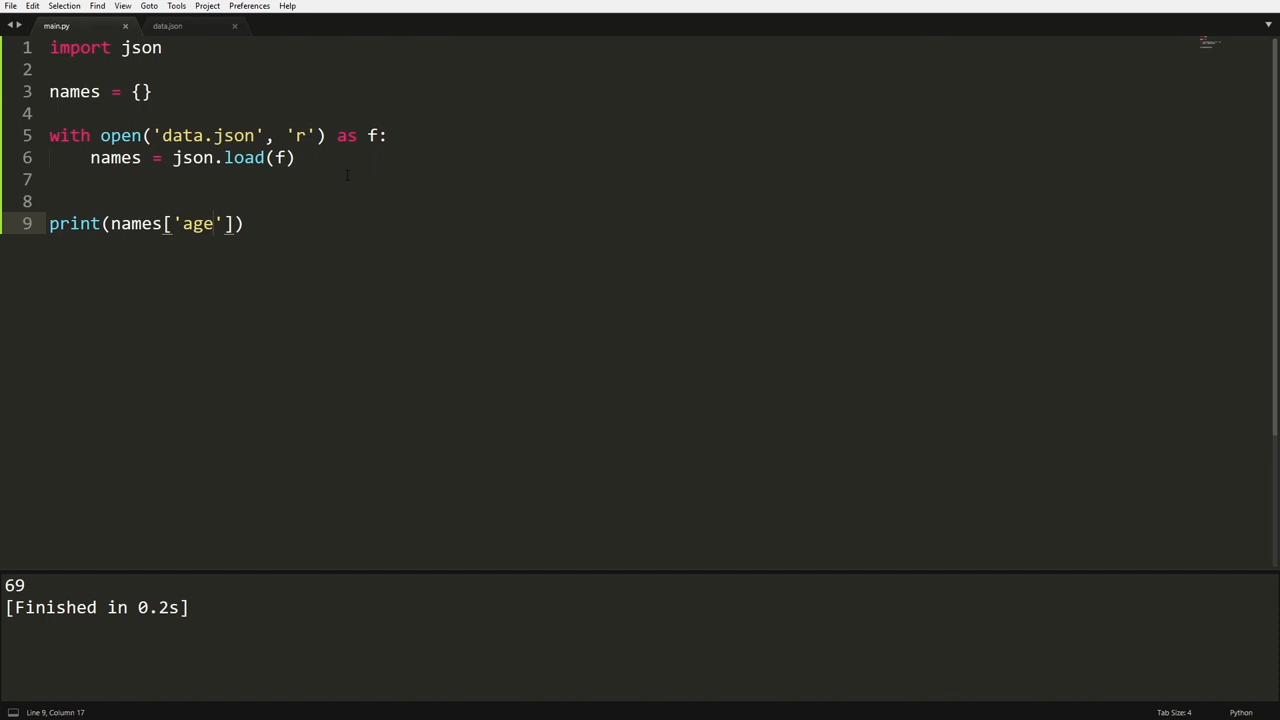 File Edit Selection Find View Goto Tools Project Preferences Help
main.py × data.json ×
1 import json
2
3 names = {}
4
5 with open('data.json', 'r') as f:
6     names = json.load(f)
7
8
9 print(names['age'])
69
[Finished in 0.2s]
Line 9, Column 17 Tab Size: 4 Python